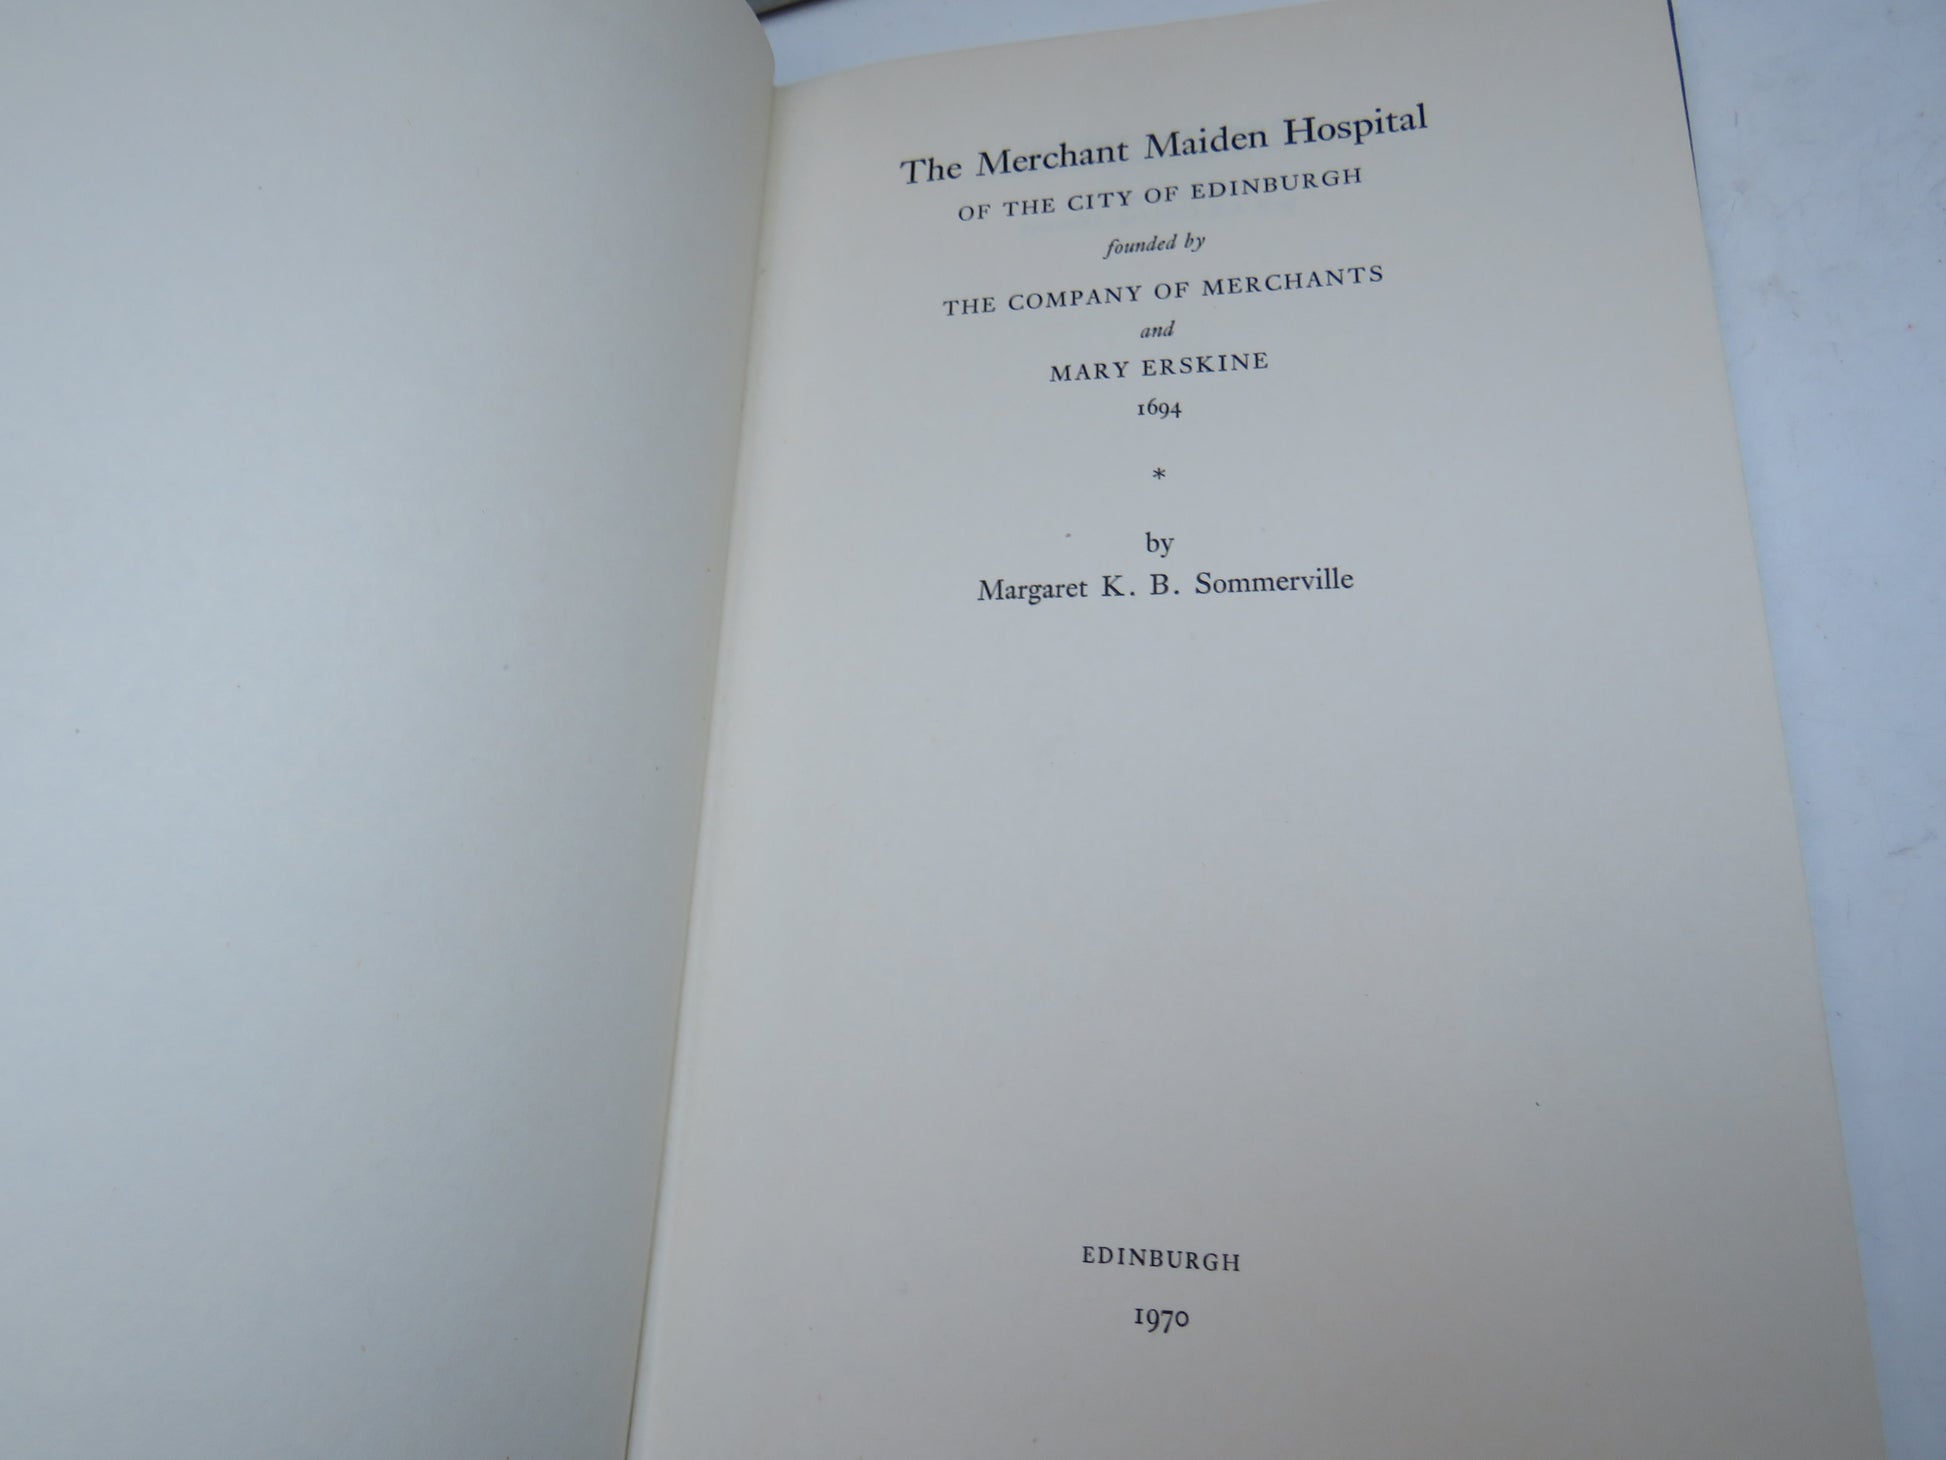 The Merchant Maiden Hospital
OF THE CITY OF EDINBURGH
founded by
THE COMPANY OF MERCHANTS
and
MARY ERSKINE
1694
*
by
Margaret K. B. Sommerville
EDINBURGH
1970